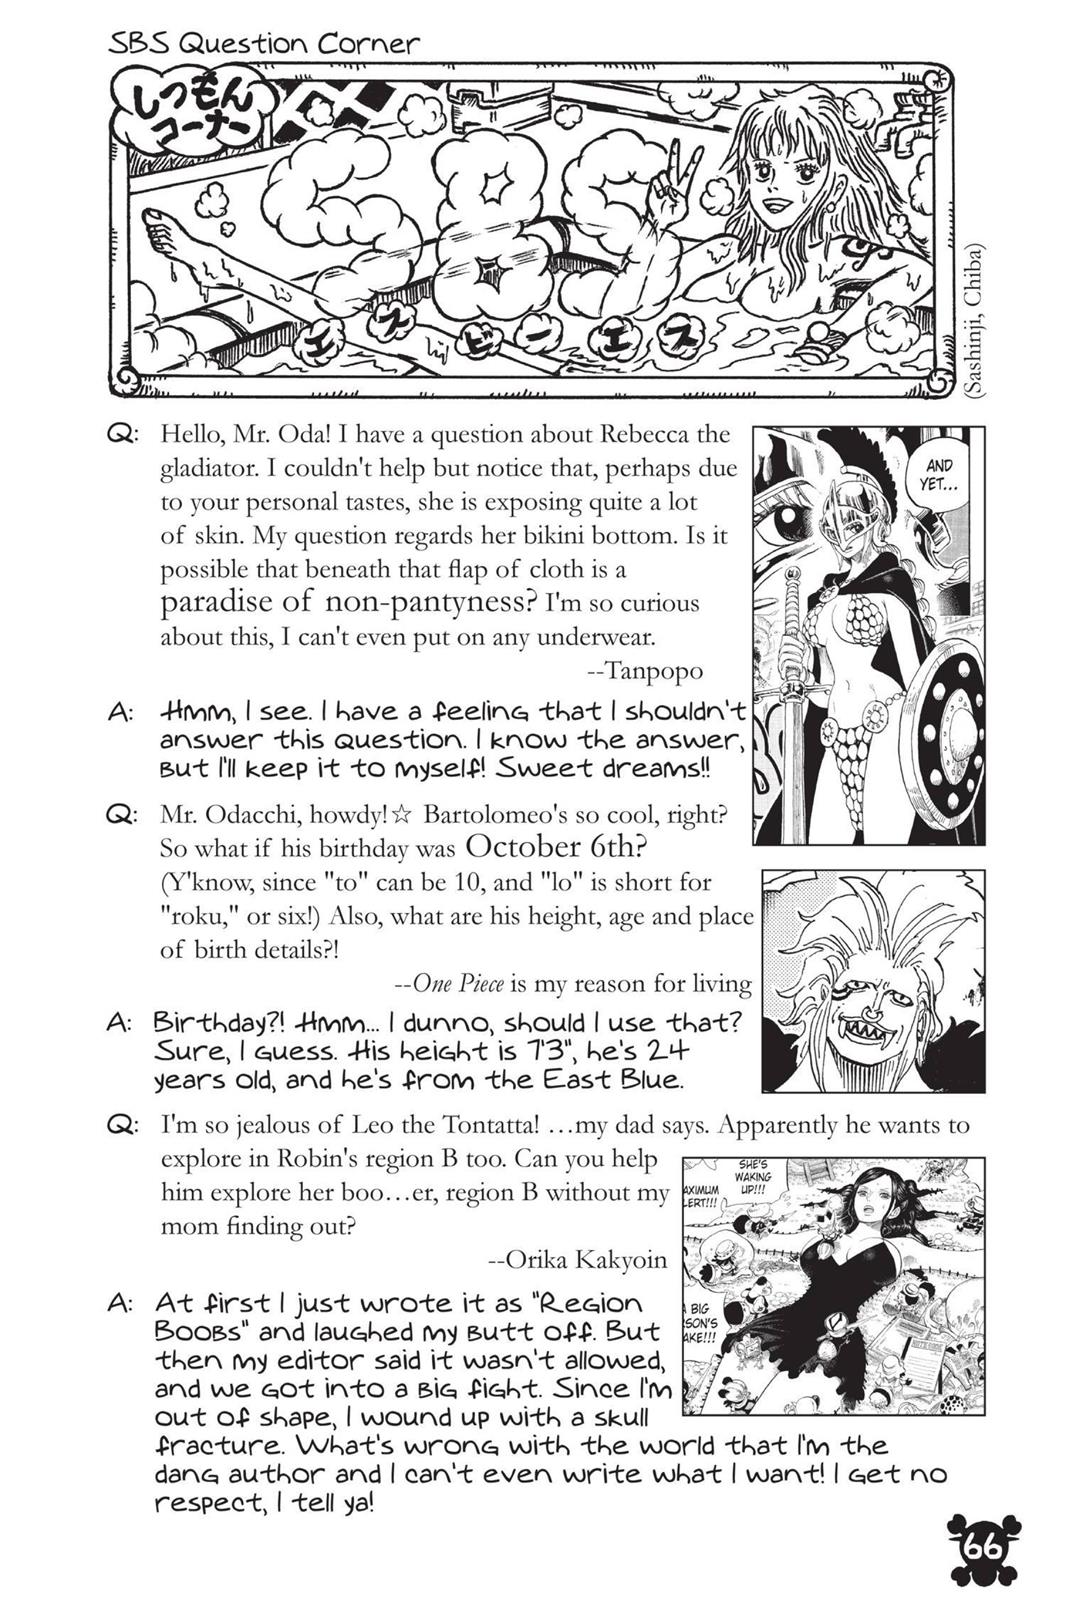 SBS Question Corner
しつもん
コーナー
SBS
エスビーエス
(Sashinji, Chiba)
Q: Hello, Mr. Oda! I have a question about Rebecca the
gladiator. I couldn't help but notice that, perhaps due
to your personal tastes, she is exposing quite a lot
of skin. My question regards her bikini bottom. Is it
possible that beneath that flap of cloth is a
paradise of non-pantyness? I'm so curious
about this, I can't even put on any underwear.
--Tanpopo
AND
YET...
A: Hmm, I see. I have a feeling that I shouldn't
answer this question. I know the answer,
but I'll keep it to myself! Sweet dreams!!
Q: Mr. Odacchi, howdy!☆ Bartolomeo's so cool, right?
So what if his birthday was October 6th?
(Y'know, since "to" can be 10, and "lo" is short for
"roku," or six!) Also, what are his height, age and place
of birth details?!
--One Piece is my reason for living
A: Birthday?! Hmm... I dunno, should I use that?
Sure, I guess. His height is 7'3", he's 24
years old, and he's from the East Blue.
Q: I'm so jealous of Leo the Tontatta! …my dad says. Apparently he wants to
explore in Robin's region B too. Can you help
him explore her boo…er, region B without my
mom finding out?
--Orika Kakyoin
SHE'S
WAKING
UP!!!
AXIMUM
LERT!!!
A BIG
RSON'S
AKE!!!
A: At first I just wrote it as "Region
Boobs" and laughed my butt off. But
then my editor said it wasn't allowed,
and we got into a big fight. Since I'm
out of shape, I wound up with a skull
fracture. What's wrong with the world that I'm the
dang author and I can't even write what I want! I get no
respect, I tell ya!
66